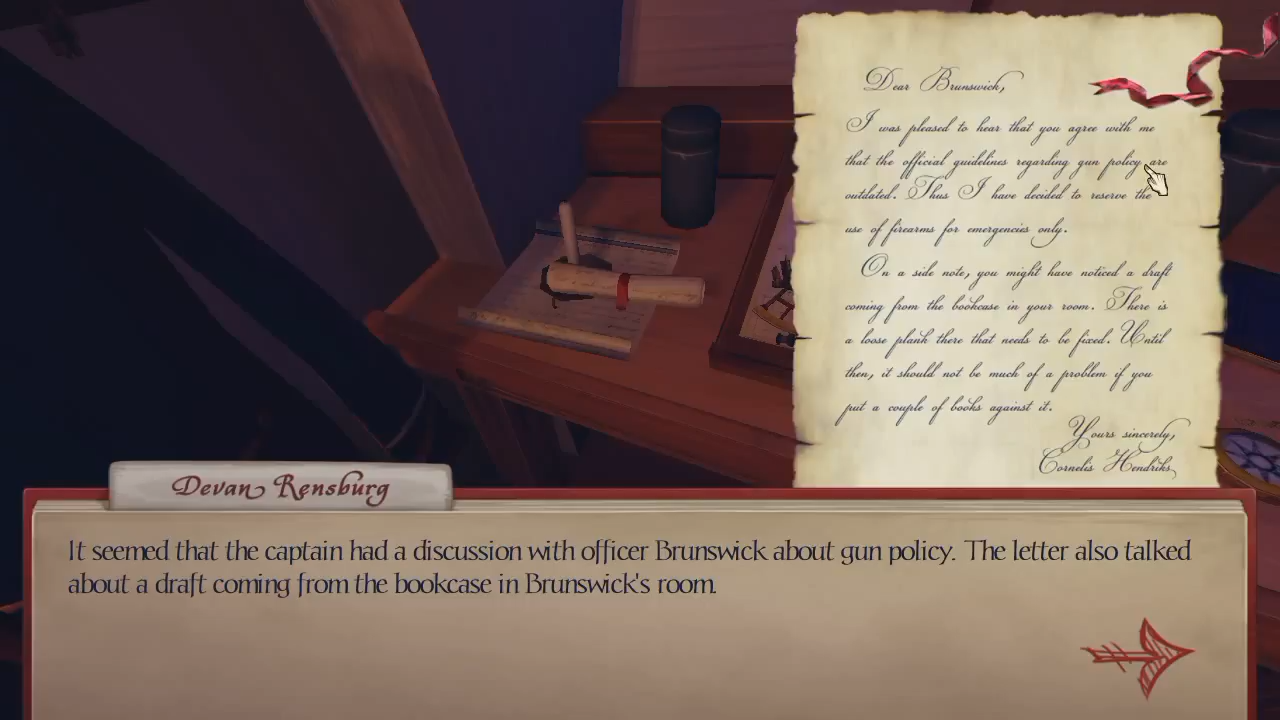 Dear Brunswick,
I was pleased to hear that you agree with me
that the official guidelines regarding gun policy are
outdated. Thus I have decided to reserve the
use of firearms for emergencies only.
On a side note, you might have noticed a draft
coming from the bookcase in your room. There is
a loose plank there that needs to be fixed. Until
then, it should not be much of a problem if you
put a couple of books against it.
Yours sincerely,
Cornelis Hendriks
Devan Rensburg
It seemed that the captain had a discussion with officer Brunswick about gun policy. The letter also talked
about a draft coming from the bookcase in Brunswick's room.